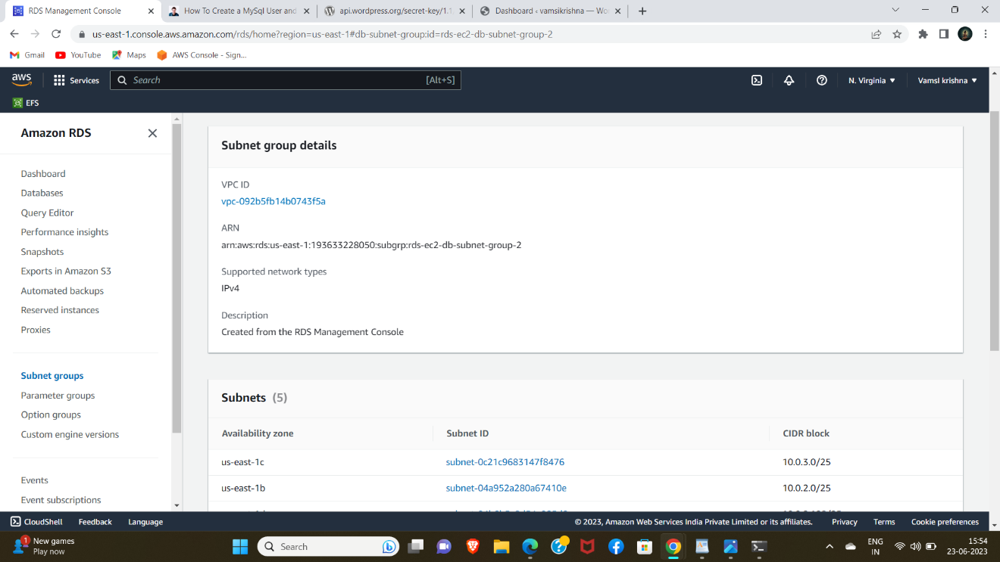 RDS Management Console
How To Create a MySql User and
api.wordpress.org/secret-key/1.1
Dashboard ‹ vamsikrishna — Wo
us-east-1.console.aws.amazon.com/rds/home?region=us-east-1#db-subnet-group:id=rds-ec2-db-subnet-group-2
Gmail
YouTube
Maps
AWS Console - Sign...
aws
Services
Search
[Alt+S]
N. Virginia
VamsI krishna
EFS
Amazon RDS
Dashboard
Databases
Query Editor
Performance insights
Snapshots
Exports in Amazon S3
Automated backups
Reserved instances
Proxies
Subnet groups
Parameter groups
Option groups
Custom engine versions
Events
Event subscriptions
Subnet group details
VPC ID
vpc-092b5fb14b0743f5a
ARN
arn:aws:rds:us-east-1:193633228050:subgrp:rds-ec2-db-subnet-group-2
Supported network types
IPv4
Description
Created from the RDS Management Console
Subnets (5)
Availability zone Subnet ID CIDR block
us-east-1c subnet-0c21c9683147f8476 10.0.3.0/25
us-east-1b subnet-04a952a280a67410e 10.0.2.0/25
CloudShell
Feedback
Language
© 2023, Amazon Web Services India Private Limited or its affiliates.
Privacy
Terms
Cookie preferences
1
New games
Play now
Search
ENG
IN
15:54
23-06-2023